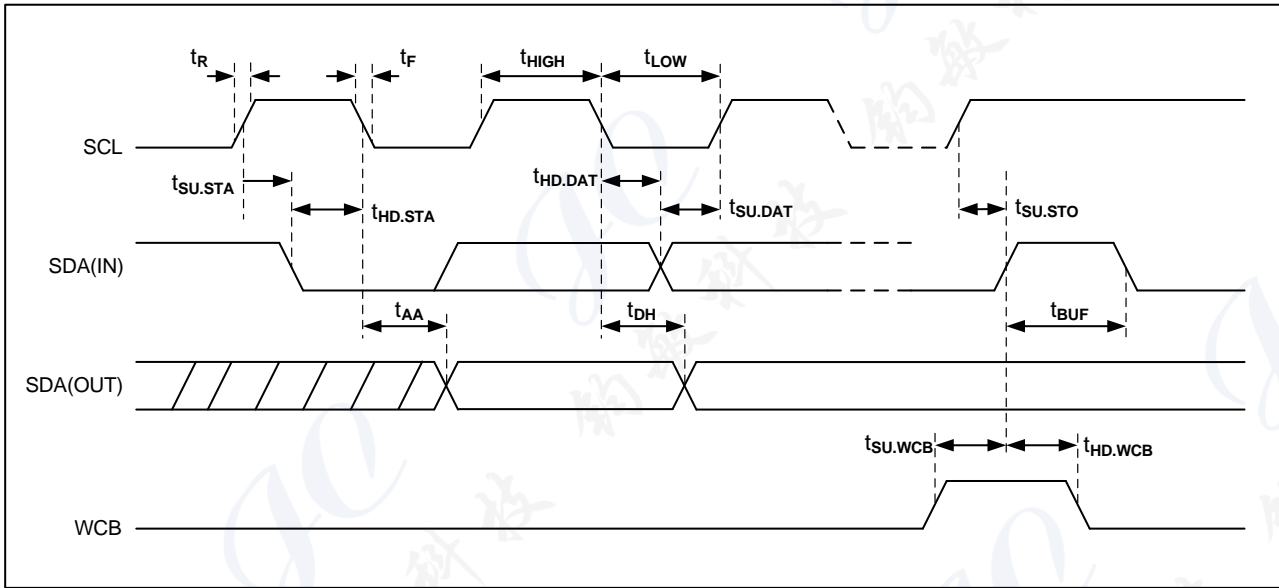 tR
tF
tHIGH
tLOW
SCL
tSU.STA
tHD.STA
tHD.DAT
tSU.DAT
tSU.STO
SDA(IN)
tAA
tDH
tBUF
SDA(OUT)
tSU.WCB
tHD.WCB
WCB